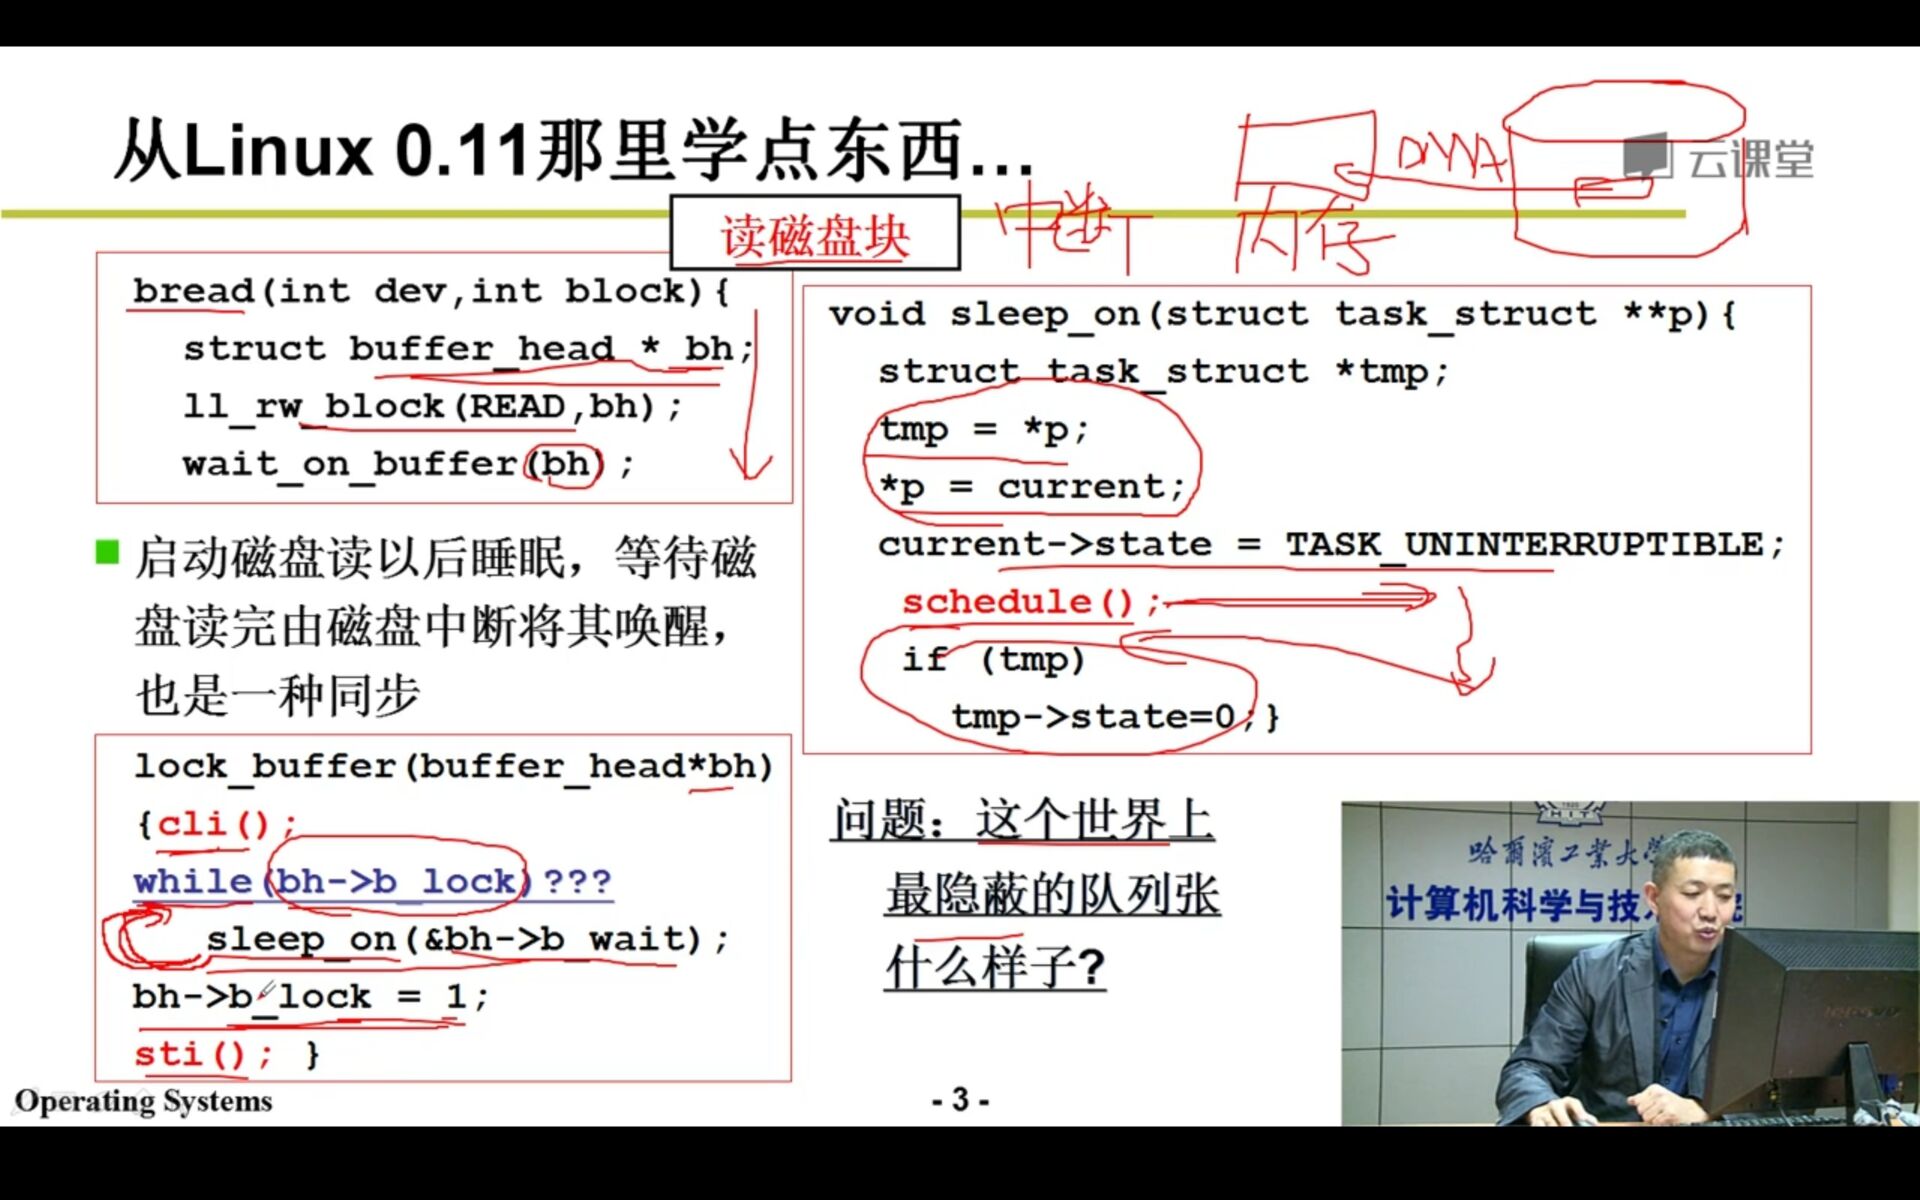 从Linux 0.11那里学点东西…
云课堂
DMA
中断
内存
读磁盘块
bread(int dev,int block){
struct buffer_head * bh;
ll_rw_block(READ,bh);
wait_on_buffer(bh);
启动磁盘读以后睡眠，等待磁
盘读完由磁盘中断将其唤醒，
也是一种同步
lock_buffer(buffer_head*bh)
{cli();
while(bh->b_lock)???
sleep_on(&bh->b_wait);
bh->b_lock = 1;
sti(); }
void sleep_on(struct task_struct **p){
struct task_struct *tmp;
tmp = *p;
*p = current;
current->state = TASK_UNINTERRUPTIBLE;
schedule();
if (tmp)
tmp->state=0;}
问题：这个世界上
最隐蔽的队列张
什么样子?
HIT
哈爾濱工業大
计算机科学与技
Operating Systems
- 3 -